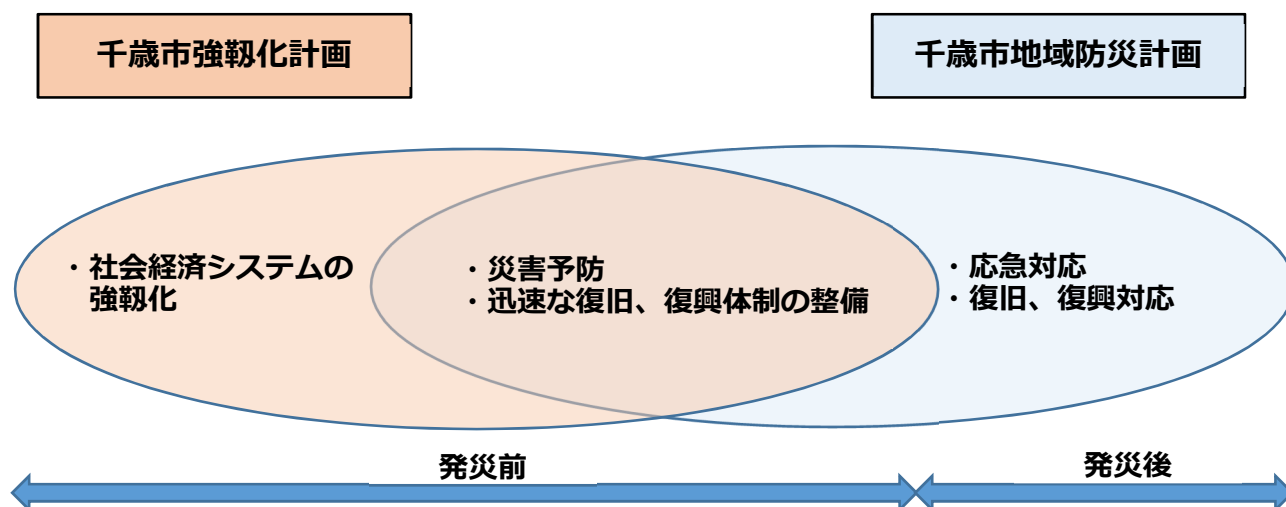 千歳市強靱化計画
千歳市地域防災計画
・社会経済システムの
強靱化
・災害予防
・迅速な復旧、復興体制の整備
・応急対応
・復旧、復興対応
発災前
発災後